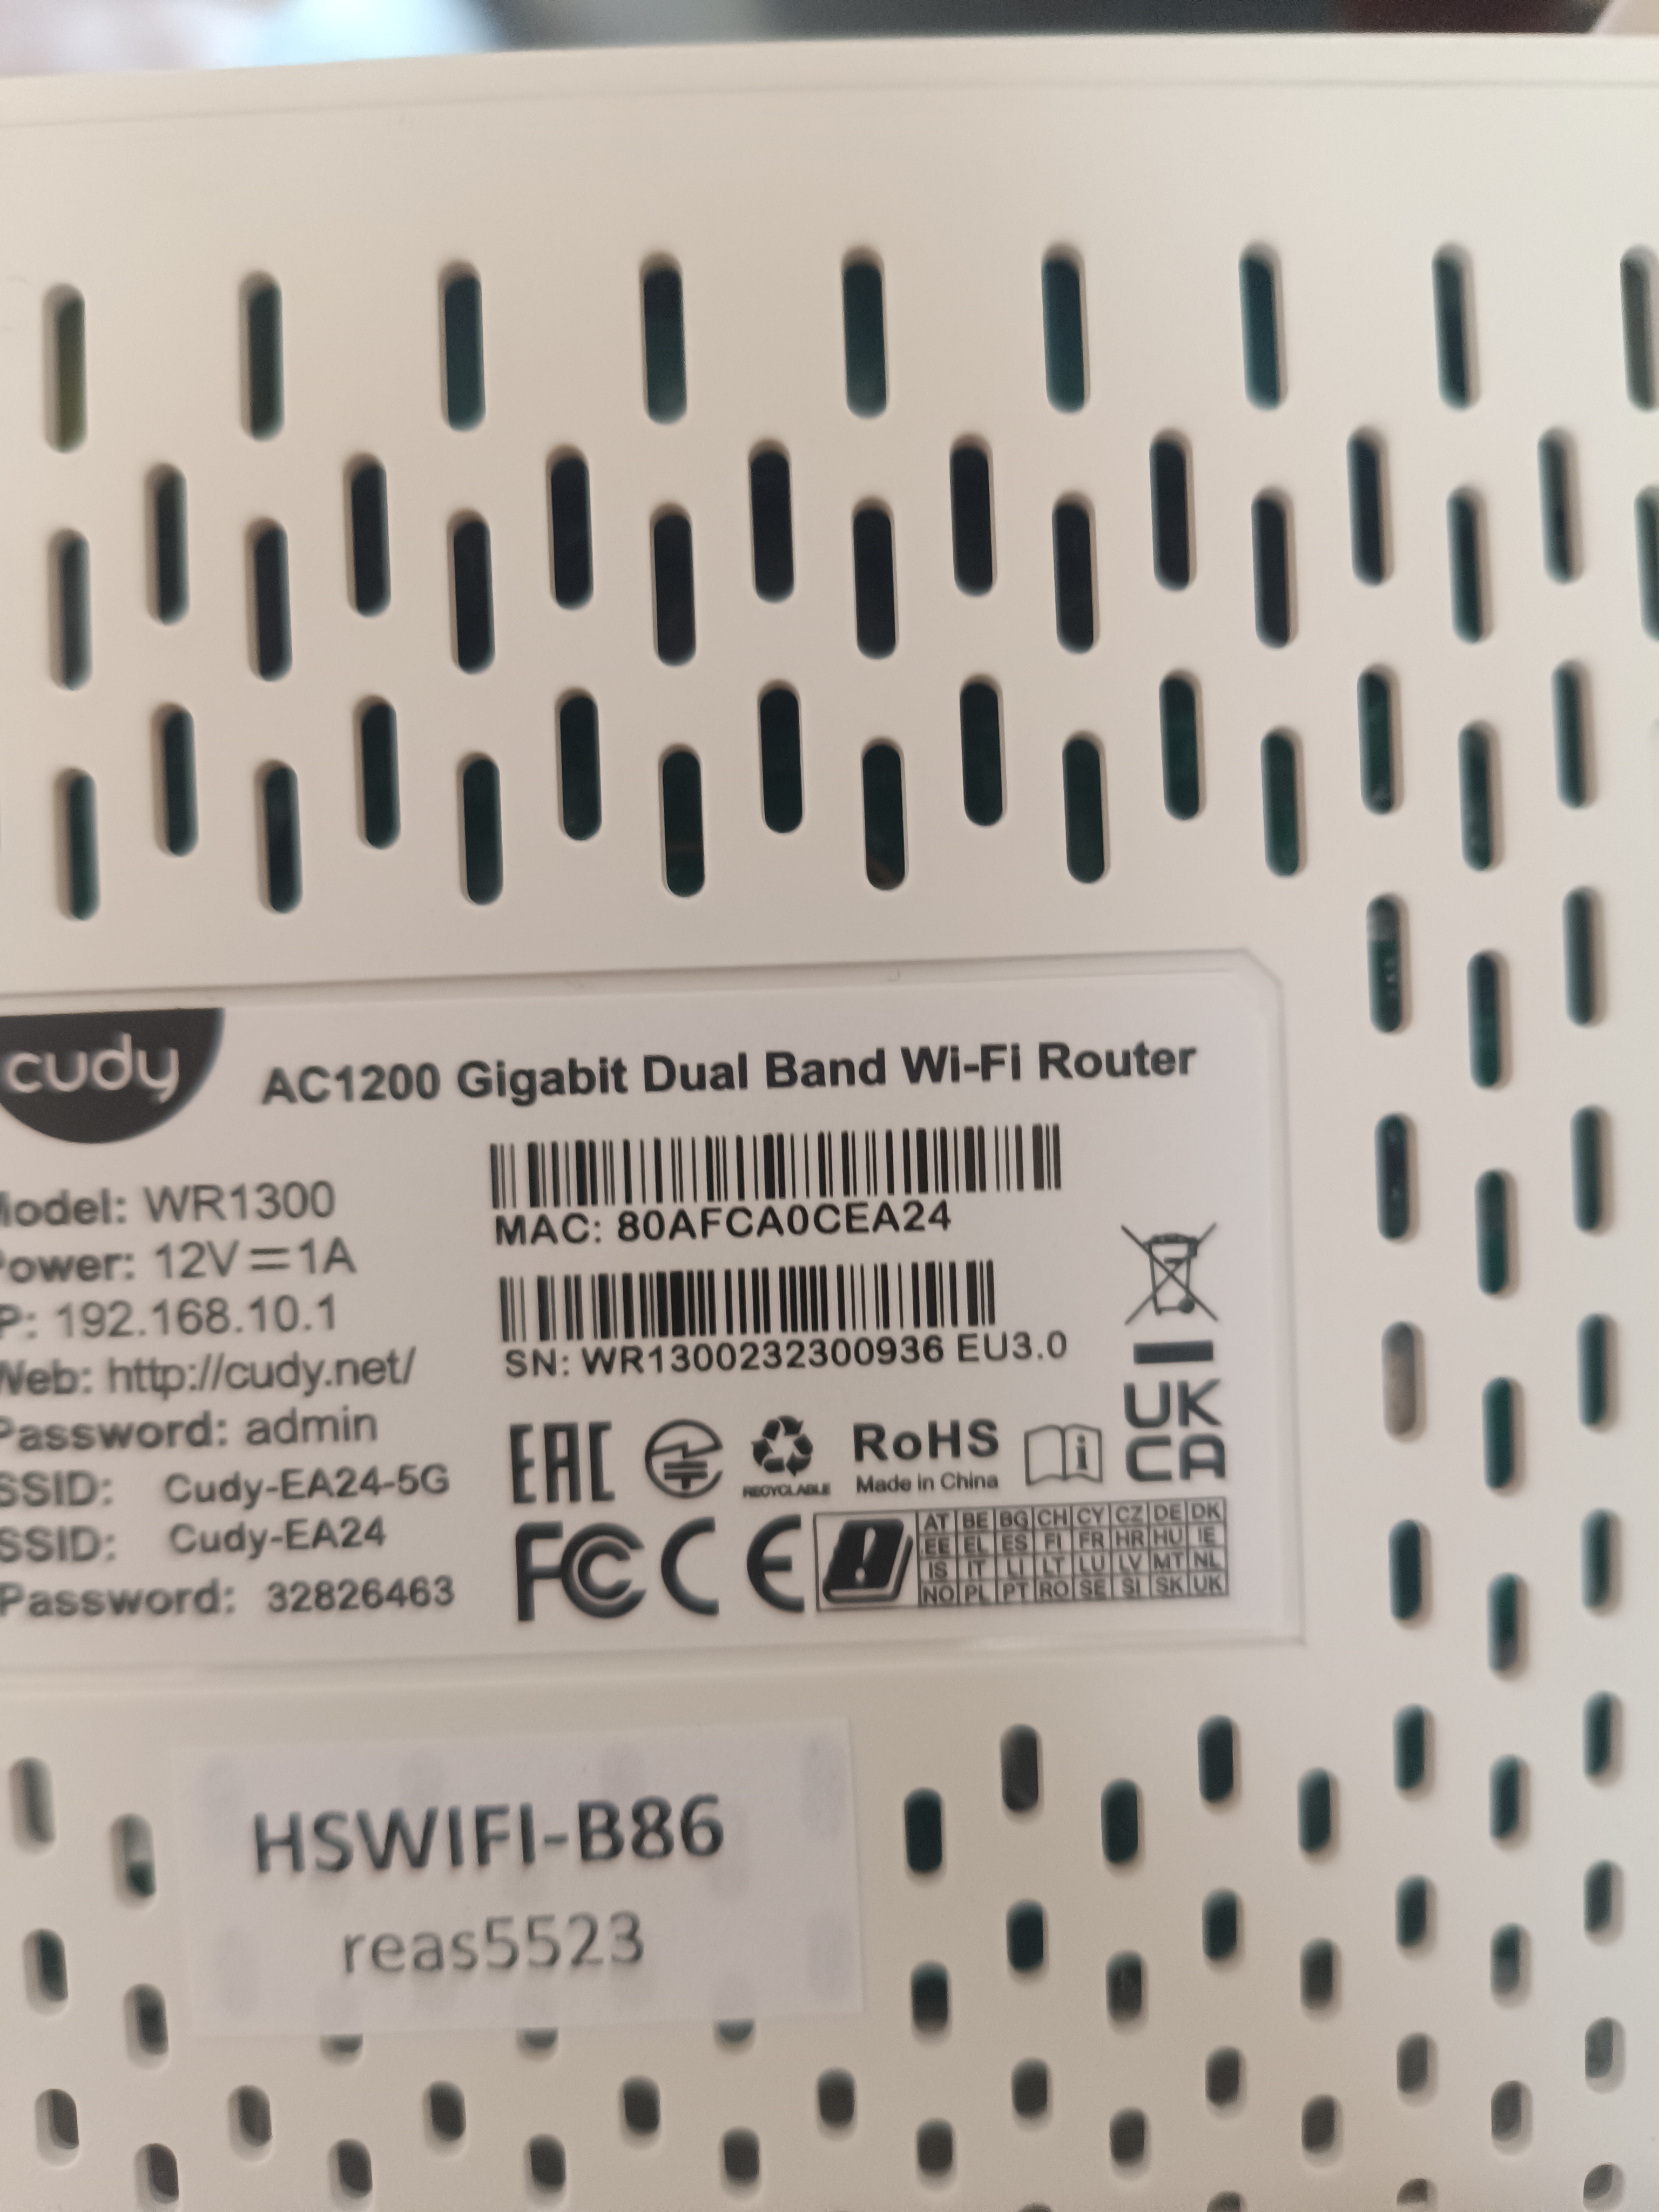 cudy
AC1200 Gigabit Dual Band Wi-Fi Router
Model: WR1300
Power: 12V⎓1A
IP: 192.168.10.1
Web: http://cudy.net/
Password: admin
SSID: Cudy-EA24-5G
SSID: Cudy-EA24
Password: 32826463
MAC: 80AFCA0CEA24
SN: WR1300232300936 EU3.0
EAC
RECYCLABLE
RoHS
Made in China
UK
CA
FC CE
AT BE BG CH CY CZ DE DK
EE EL ES FI FR HR HU IE
IS IT LI LT LU LV MT NL
NO PL PT RO SE SI SK UK
HSWIFI-B86
reas5523